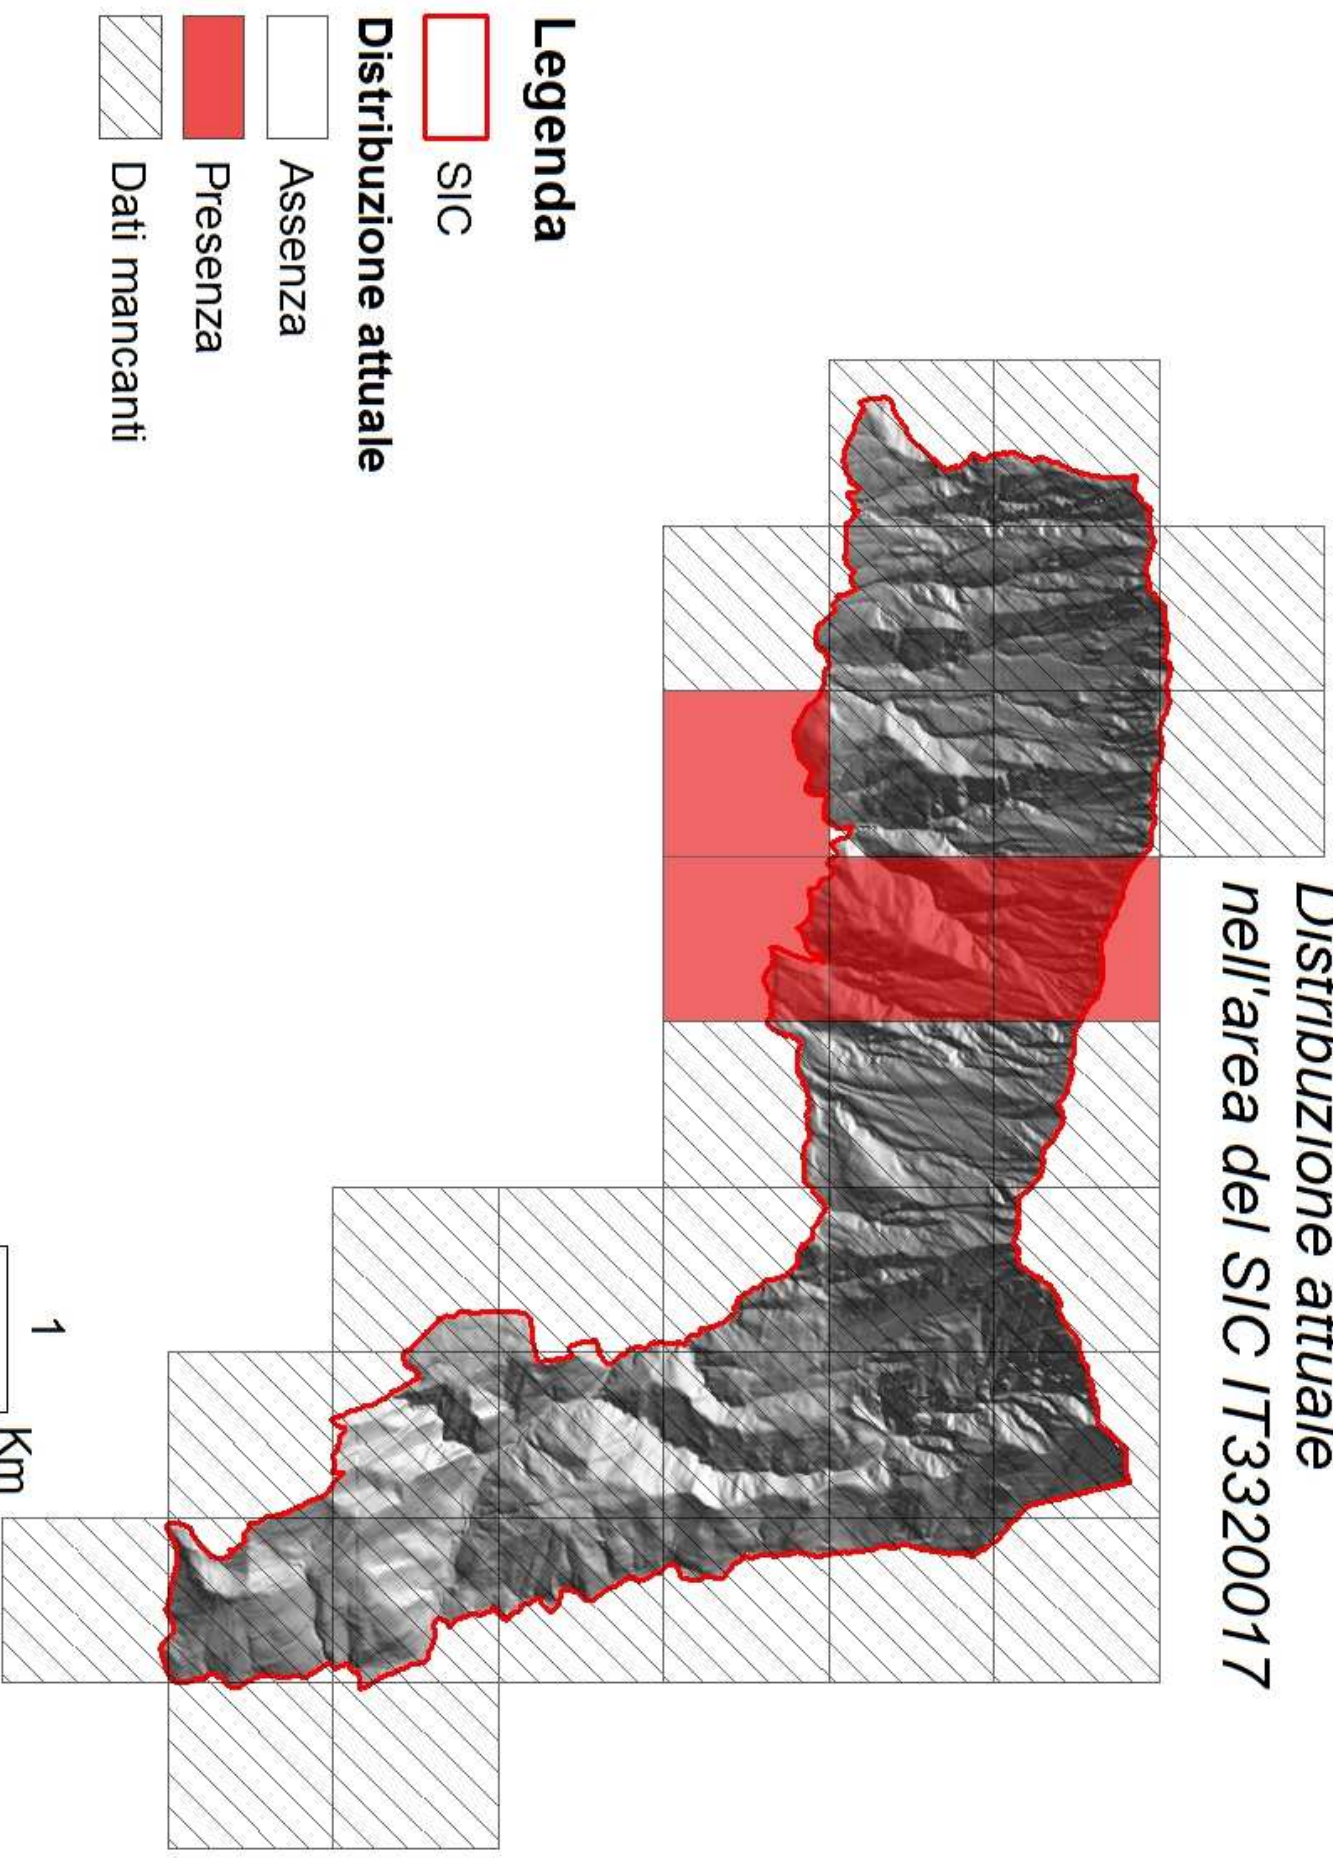 Distribuzione attuale
nell'area del SIC IT3320017
Legenda
SIC
Distribuzione attuale
Assenza
Presenza
Dati mancanti
1
Km